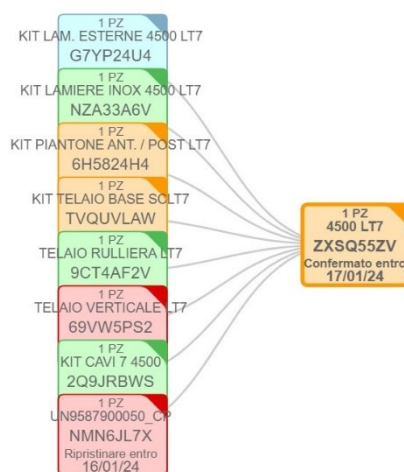 1 PZ
KIT LAM. ESTERNE 4500 LT7
G7YP24U4
1 PZ
KIT LAMIERE INOX 4500 LT7
NZA33A6V
1 PZ
KIT PIANTONE ANT. / POST LT7
6H5824H4
1 PZ
KIT TELAIO BASE SCLT7
TVQUVLAW
1 PZ
TELAIO RULLIERA LT7
9CT4AF2V
1 PZ
TELAIO VERTICALE LT7
69VW5PS2
1 PZ
KIT CAVI 7 4500
2Q9JRBWS
1 PZ
UN9587900050_CP
NMN6JL7X
Ripristinare entro
16/01/24
1 PZ
4500 LT7
ZXSQ55ZV
Confermato entro
17/01/24